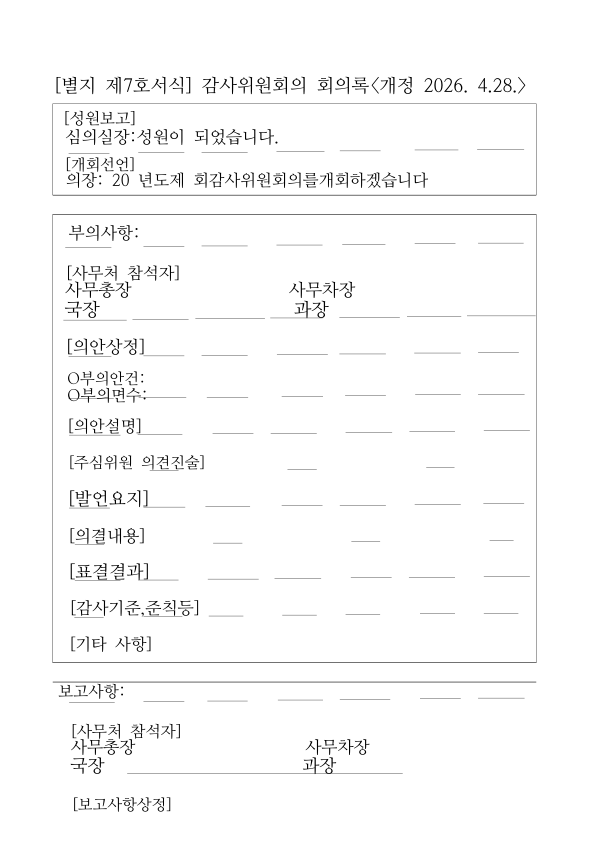 [별지 제7호서식] 감사위원회의 회의록<개정 2026. 4.28.>
[성원보고]
심의실장:성원이 되었습니다.
[개회선언]
의장: 20 년도제 회감사위원회의를개회하겠습니다
부의사항:
[사무처 참석자]
사무총장 사무차장
국장 과장
[의안상정]
O부의안건:
O부의면수:
[의안설명]
[주심위원 의견진술]
[발언요지]
[의결내용]
[표결결과]
[감사기준,준칙등]
[기타 사항]
보고사항:
[사무처 참석자]
사무총장 사무차장
국장 과장
[보고사항상정]